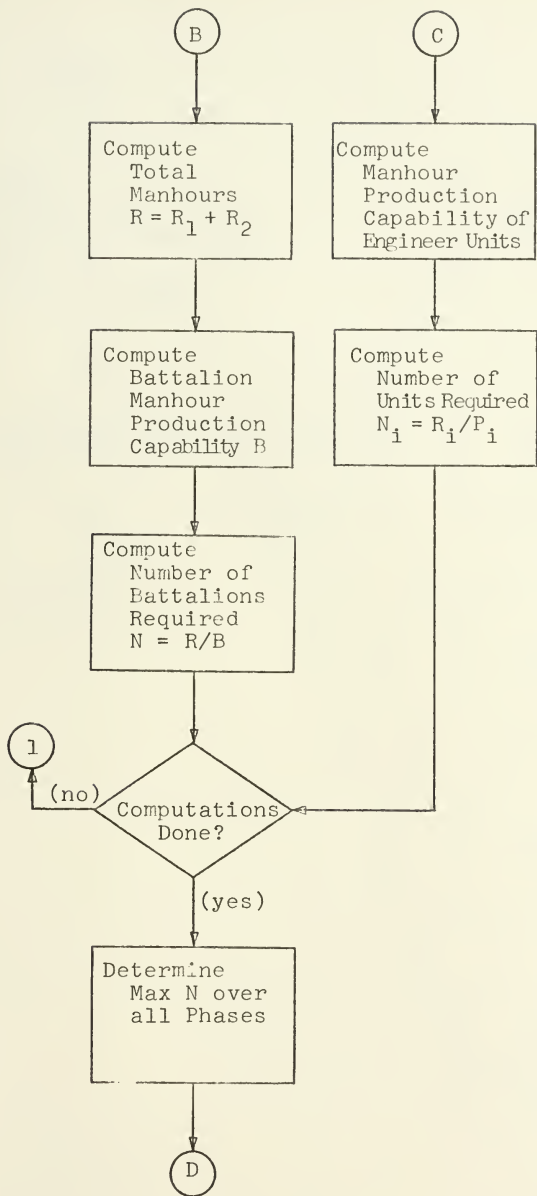 B
Compute
Total
Manhours
R = R₁ + R₂
Compute
Battalion
Manhour
Production
Capability B
Compute
Number of
Battalions
Required
N = R/B
C
Compute
Manhour
Production
Capability of
Engineer Units
Compute
Number of
Units Required
Nᵢ = Rᵢ/Pᵢ
1
(no)
Computations
Done?
(yes)
Determine
Max N over
all Phases
D